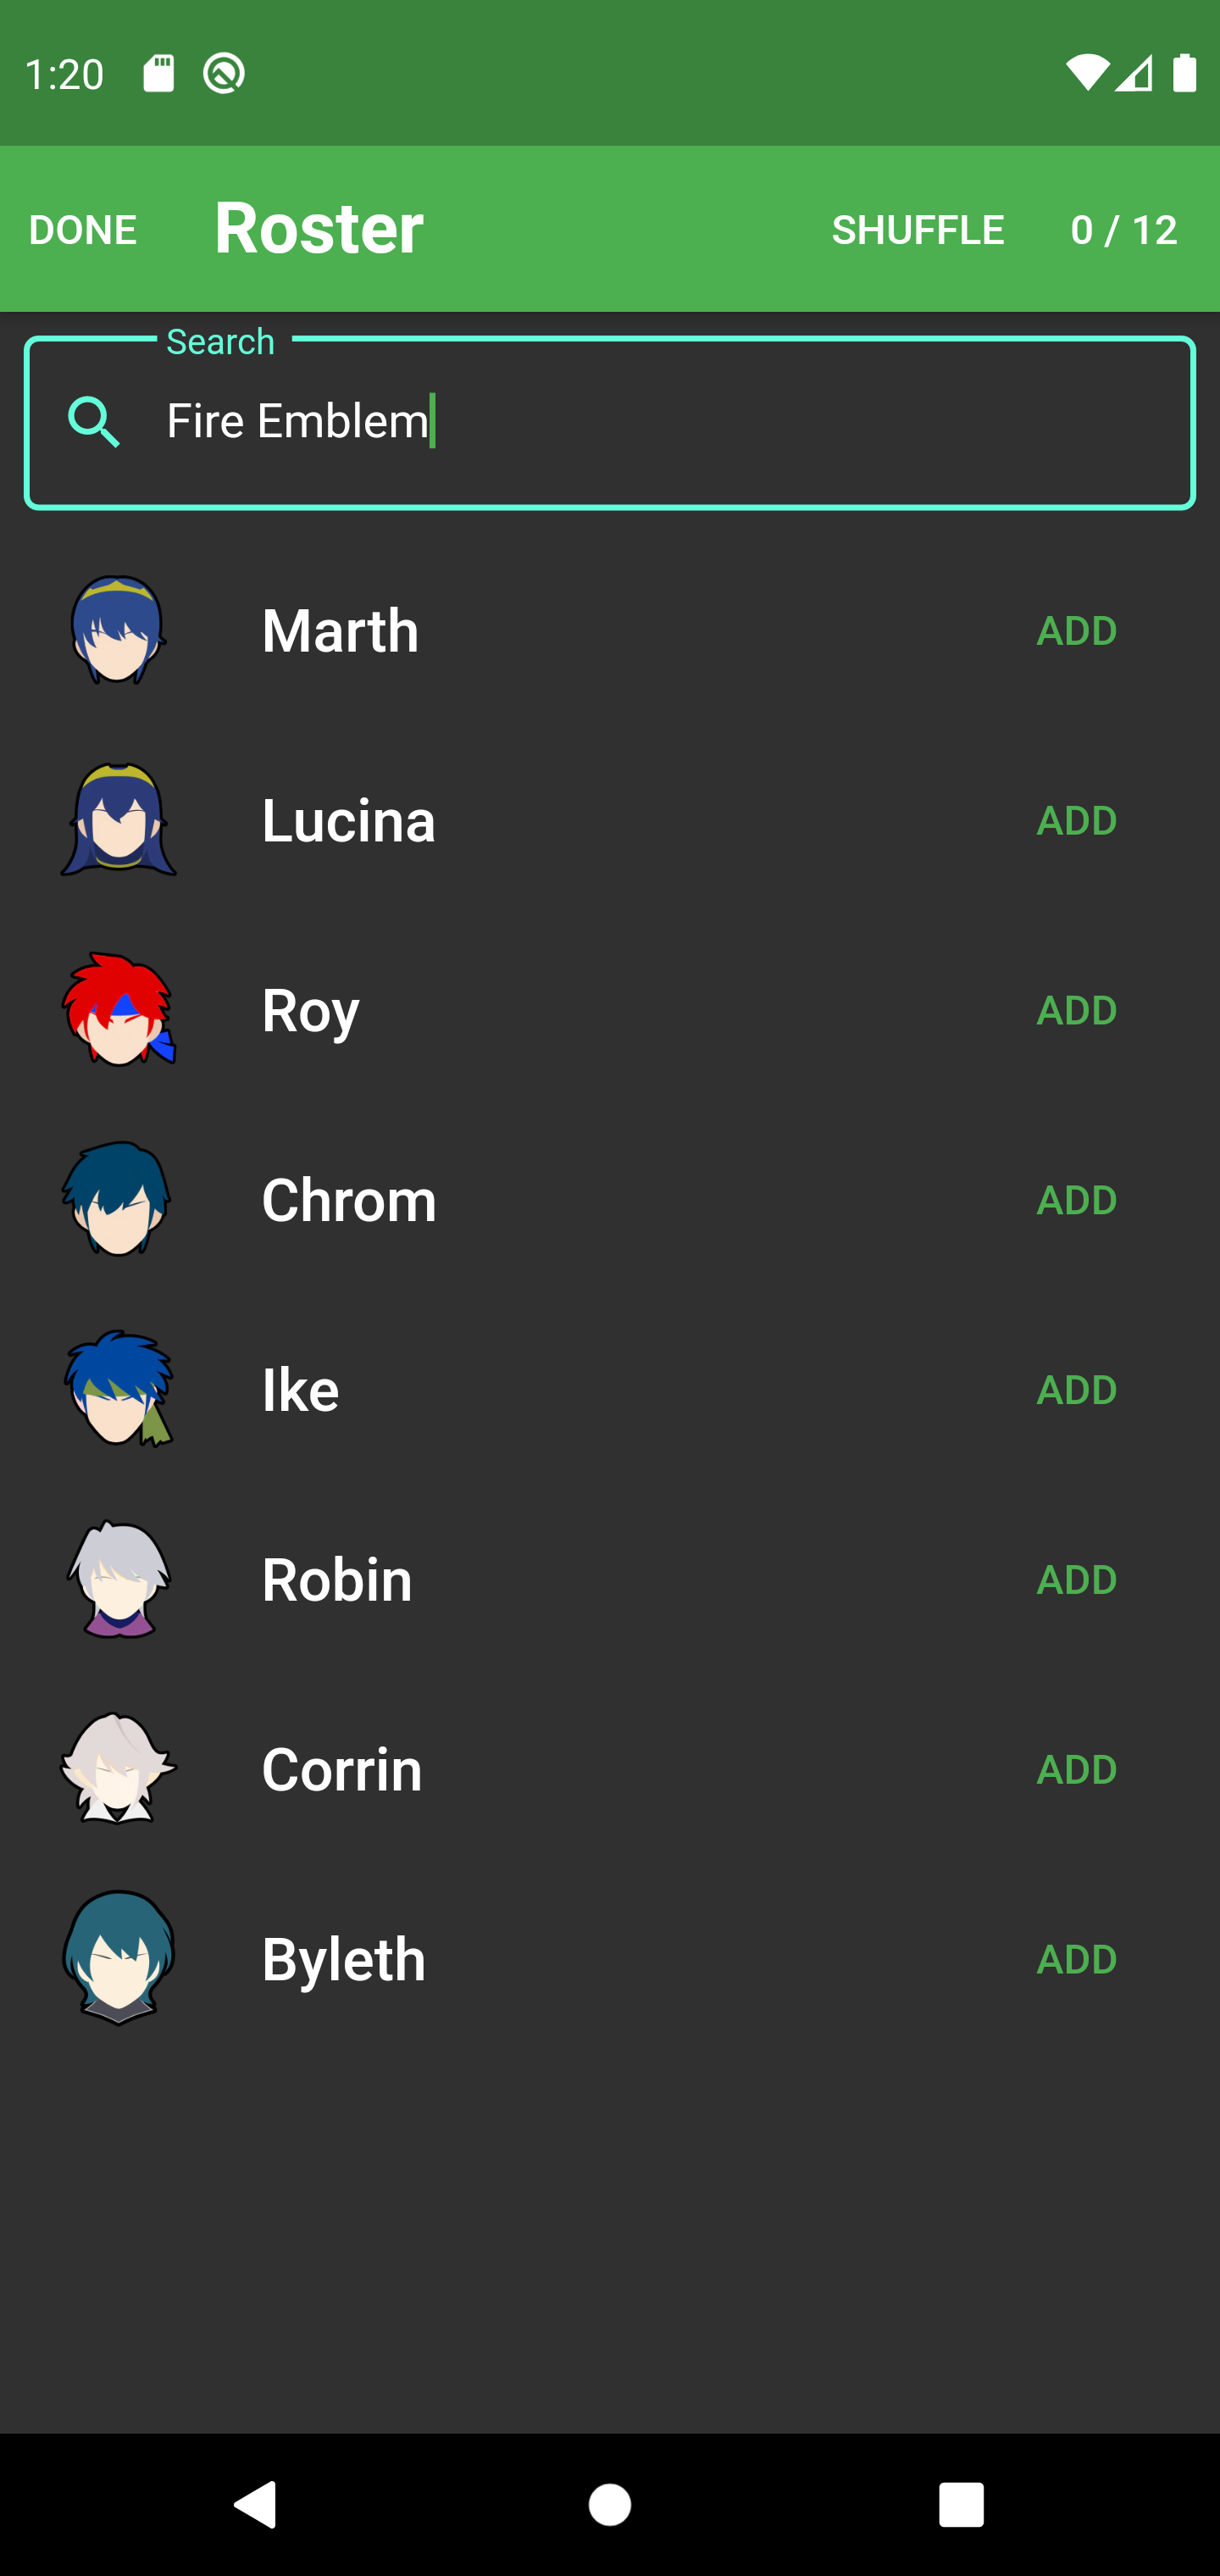 1:20
DONE Roster SHUFFLE 0 / 12
Search
Fire Emblem
Marth ADD
Lucina ADD
Roy ADD
Chrom ADD
Ike ADD
Robin ADD
Corrin ADD
Byleth ADD